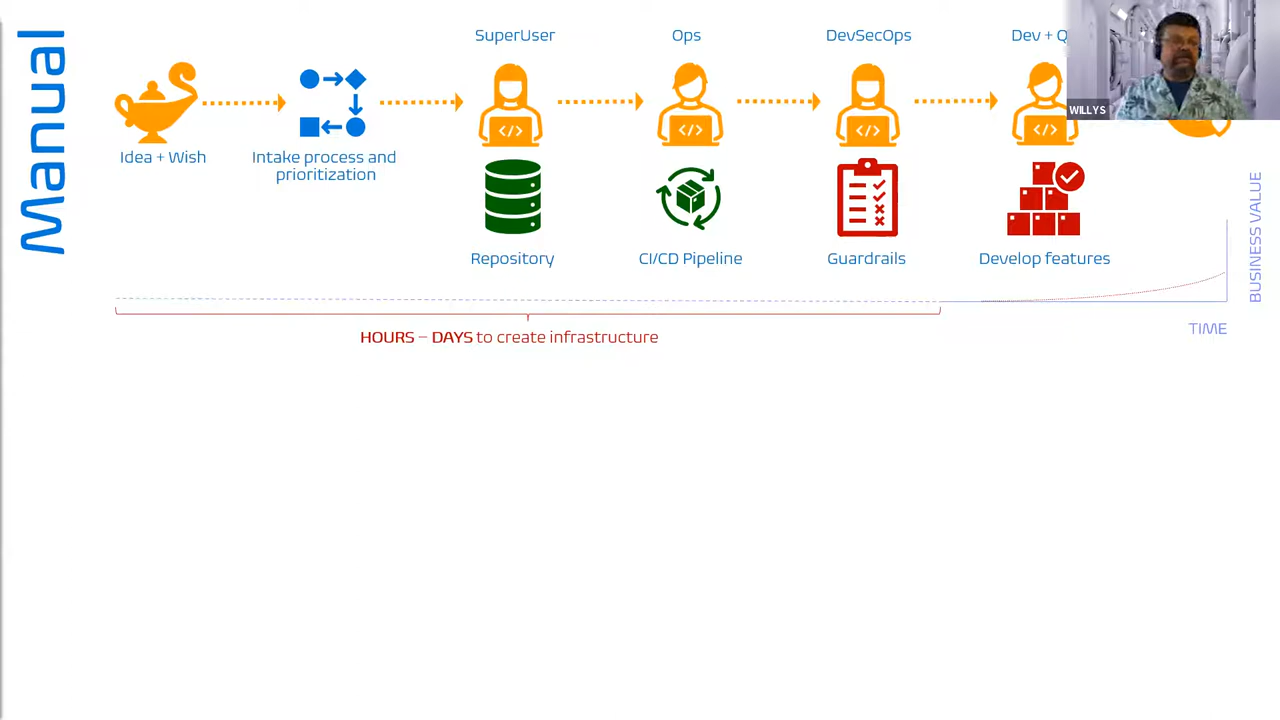 Manual
SuperUser
Ops
DevSecOps
Dev +
WILLYS
</>
</>
</>
</>
Idea + Wish
Intake process and
prioritization
Repository
CI/CD Pipeline
Guardrails
Develop features
BUSINESS VALUE
TIME
HOURS – DAYS to create infrastructure